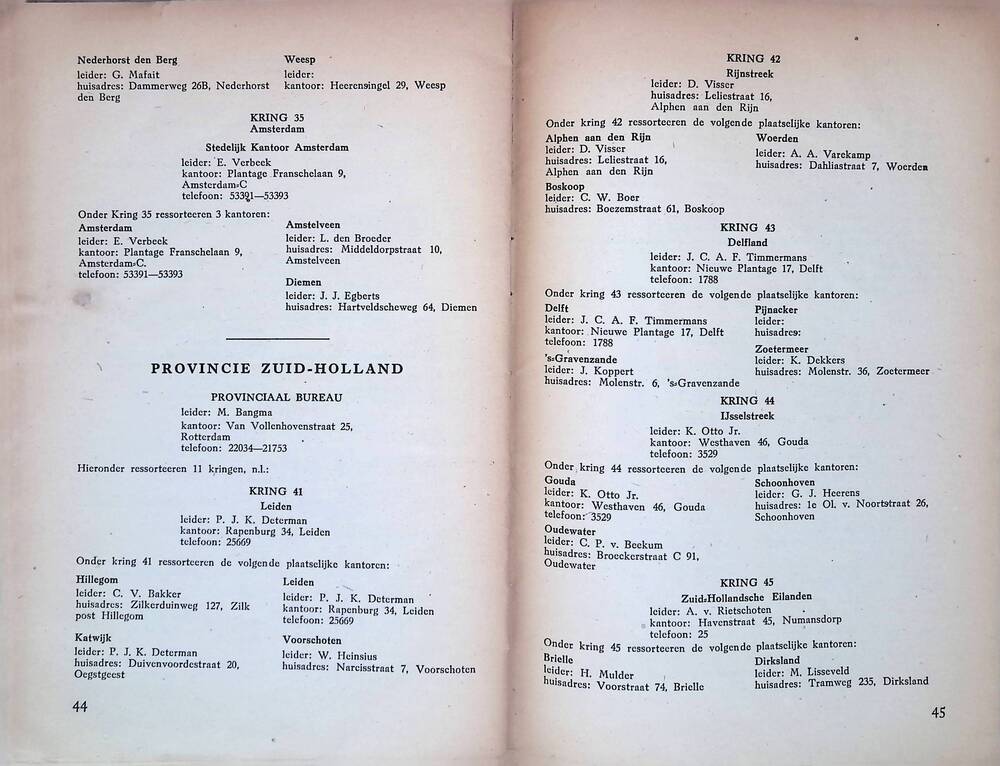 Nederhorst den Berg
leider: G. Mafait
huisadres: Dammerweg 26B, Nederhorst
den Berg
Weesp
leider:
kantoor: Heerensingel 29, Weesp
KRING 35
Amsterdam
Stedelijk Kantoor Amsterdam
leider: E. Verbeek
kantoor: Plantage Franschelaan 9,
Amsterdam-C
telefoon: 53391—53393
Onder Kring 35 ressorteeren 3 kantoren:
Amsterdam
leider: E. Verbeek
kantoor: Plantage Franschelaan 9,
Amsterdam-C.
telefoon: 53391—53393
Amstelveen
leider: L. den Broeder
huisadres: Middeldorpstraat 10,
Amstelveen
Diemen
leider: J. J. Egberts
huisadres: Hartveldscheweg 64, Diemen
PROVINCIE ZUID-HOLLAND
PROVINCIAAL BUREAU
leider: M. Bangma
kantoor: Van Vollenhovenstraat 25,
Rotterdam
telefoon: 22034—21753
Hieronder ressorteeren 11 kringen, n.l.:
KRING 41
Leiden
leider: P. J. K. Determan
kantoor: Rapenburg 34, Leiden
telefoon: 25669
Onder kring 41 ressorteeren de volgende plaatselijke kantoren:
Hillegom
leider: C. V. Bakker
huisadres: Zilkerduinweg 127, Zilk
post Hillegom
Leiden
leider: P. J. K. Determan
kantoor: Rapenburg 34, Leiden
telefoon: 25669
Katwijk
leider: P. J. K. Determan
huisadres: Duivenvoordestraat 20,
Oegstgeest
Voorschoten
leider: W. Heinsius
huisadres: Narcisstraat 7, Voorschoten
44
KRING 42
Rijnstreek
leider: D. Visser
huisadres: Leliestraat 16,
Alphen aan den Rijn
Onder kring 42 ressorteeren de volgende plaatselijke kantoren:
Alphen aan den Rijn
leider: D. Visser
huisadres: Leliestraat 16,
Alphen aan den Rijn
Woerden
leider: A. A. Varekamp
huisadres: Dahliastraat 7, Woerden
Boskoop
leider: C. W. Boer
huisadres: Boezemstraat 61, Boskoop
KRING 43
Delfland
leider: J. C. A. F. Timmermans
kantoor: Nieuwe Plantage 17, Delft
telefoon: 1788
Onder kring 43 ressorteeren de volgende plaatselijke kantoren:
Delft
leider: J. C. A. F. Timmermans
kantoor: Nieuwe Plantage 17, Delft
telefoon: 1788
Pijnacker
leider:
huisadres:
's-Gravenzande
leider: J. Koppert
huisadres: Molenstr. 6, 's-Gravenzande
Zoetermeer
leider: K. Dekkers
huisadres: Molenstr. 36, Zoetermeer
KRING 44
IJsselstreek
leider: K. Otto Jr.
kantoor: Westhaven 46, Gouda
telefoon: 3529
Onder kring 44 ressorteeren de volgende plaatselijke kantoren:
Gouda
leider: K. Otto Jr.
kantoor: Westhaven 46, Gouda
telefoon: 3529
Schoonhoven
leider: G. J. Heerens
huisadres: 1e Ol. v. Noortstraat 26,
Schoonhoven
Oudewater
leider: C. P. v. Beekum
huisadres: Broeckerstraat C 91,
Oudewater
KRING 45
Zuid-Hollandsche Eilanden
leider: A. v. Rietschoten
kantoor: Havenstraat 45, Numansdorp
telefoon: 25
Onder kring 45 ressorteeren de volgende plaatselijke kantoren:
Brielle
leider: H. Mulder
huisadres: Voorstraat 74, Brielle
Dirksland
leider: M. Lisseveld
huisadres: Tramweg 235, Dirksland
45